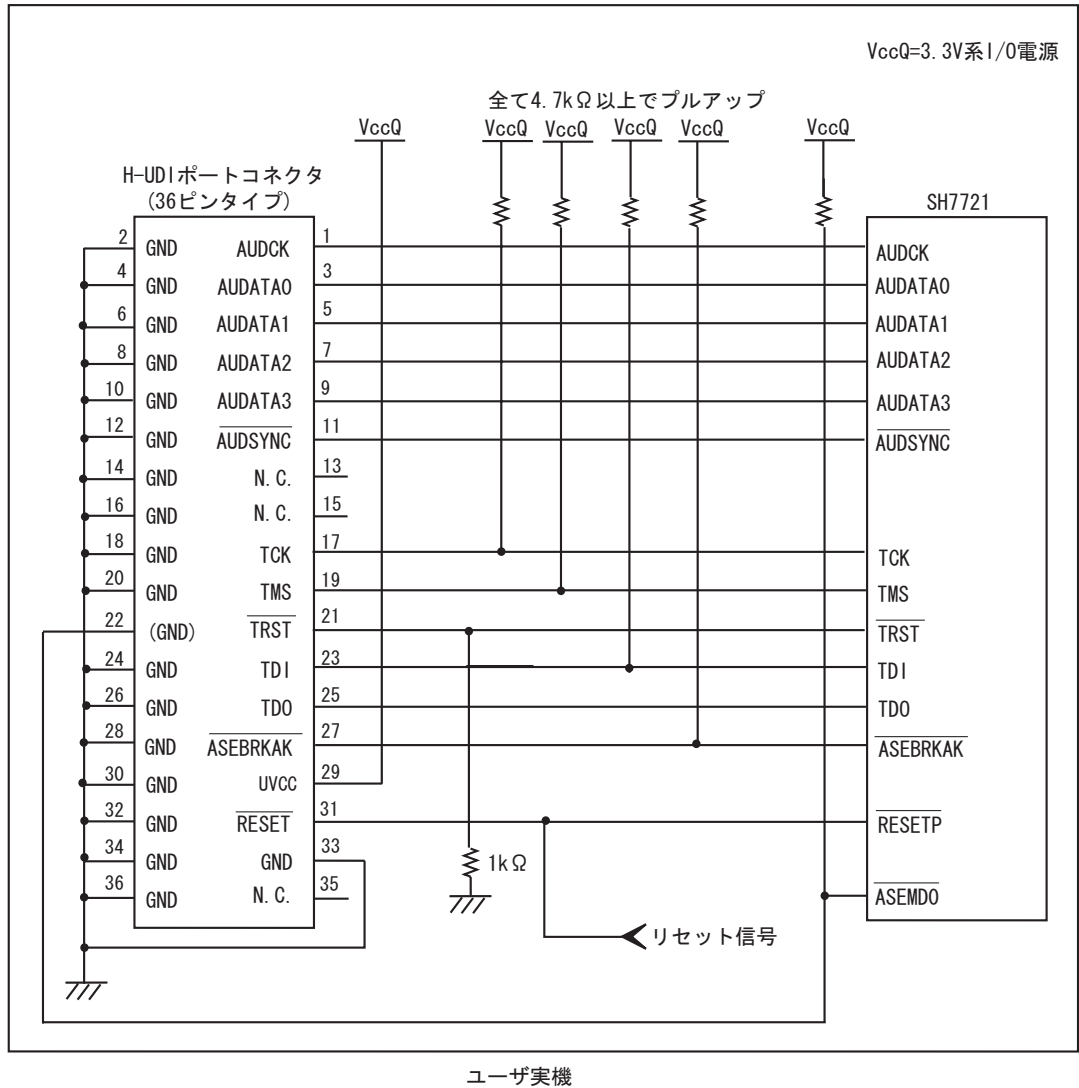 VccQ=3.3V系I/O電源
全て4.7kΩ以上でプルアップ
VccQ VccQ VccQ VccQ VccQ VccQ
H-UDIポートコネクタ
(36ピンタイプ)
SH7721
2 GND AUDCK 1 AUDCK
4 GND AUDATA0 3 AUDATA0
6 GND AUDATA1 5 AUDATA1
8 GND AUDATA2 7 AUDATA2
10 GND AUDATA3 9 AUDATA3
12 GND AUDSYNC 11 AUDSYNC
14 GND N.C. 13
16 GND N.C. 15
18 GND TCK 17 TCK
20 GND TMS 19 TMS
22 (GND) TRST 21 TRST
24 GND TDI 23 TDI
26 GND TDO 25 TDO
28 GND ASEBRKAK 27 ASEBRKAK
30 GND UVCC 29
32 GND RESET 31 RESETP
34 GND GND 33
1kΩ
36 GND N.C. 35 ASEMD0
リセット信号
ユーザ実機